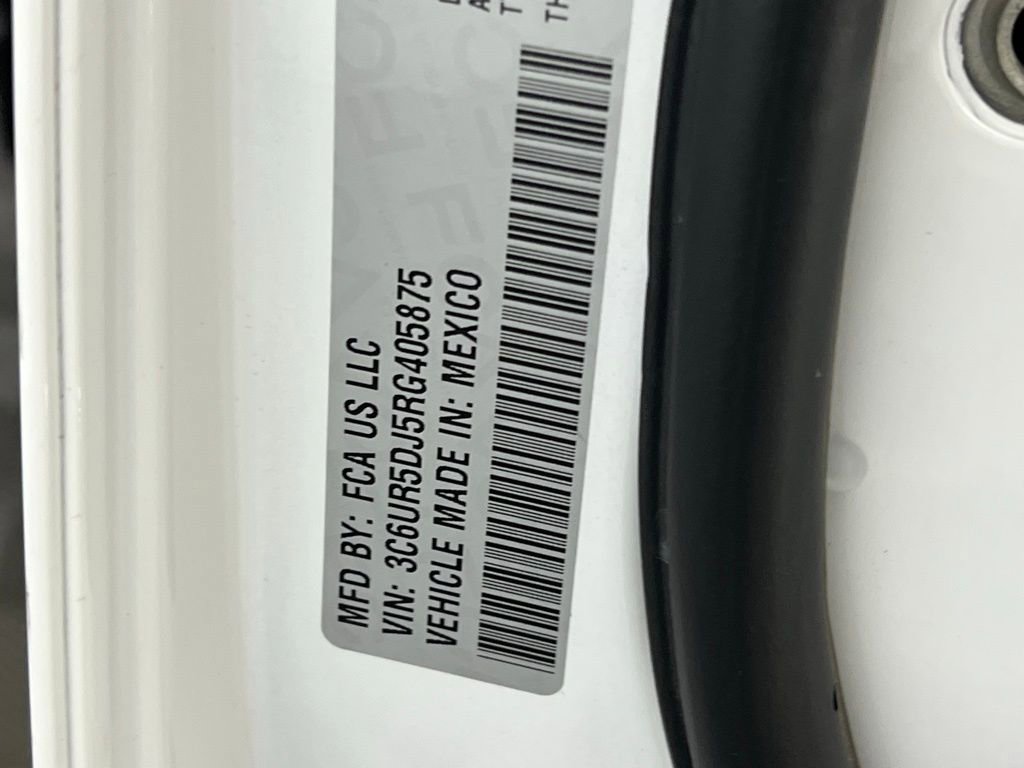 MFD BY: FCA US LLC
VIN: 3C6UR5DJ5RG405875
VEHICLE MADE IN: MEXICO